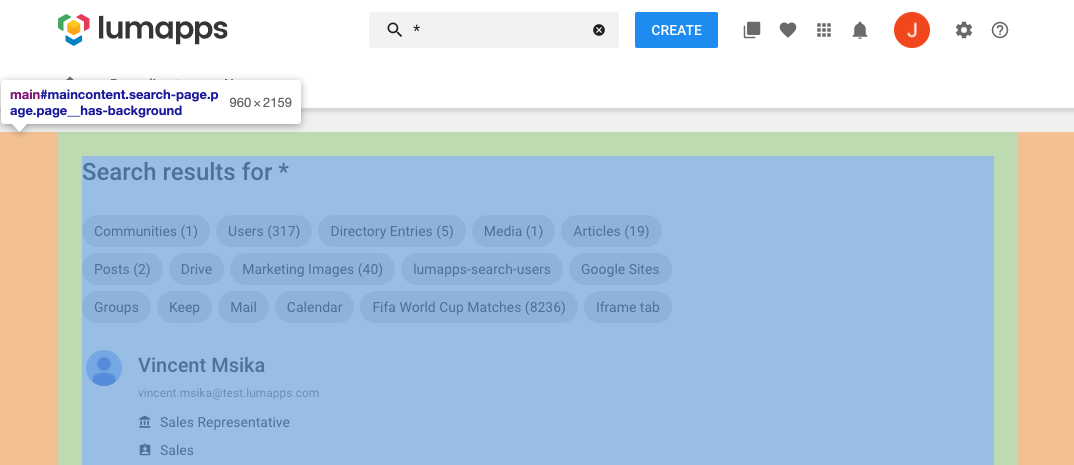 lumapps
*
CREATE
J
main#maincontent.search-page.p
age.page__has-background
960×2159
Search results for *
Communities (1)
Users (317)
Directory Entries (5)
Media (1)
Articles (19)
Posts (2)
Drive
Marketing Images (40)
lumapps-search-users
Google Sites
Groups
Keep
Mail
Calendar
Fifa World Cup Matches (8236)
Iframe tab
Vincent Msika
vincent.msika@test.lumapps.com
Sales Representative
Sales